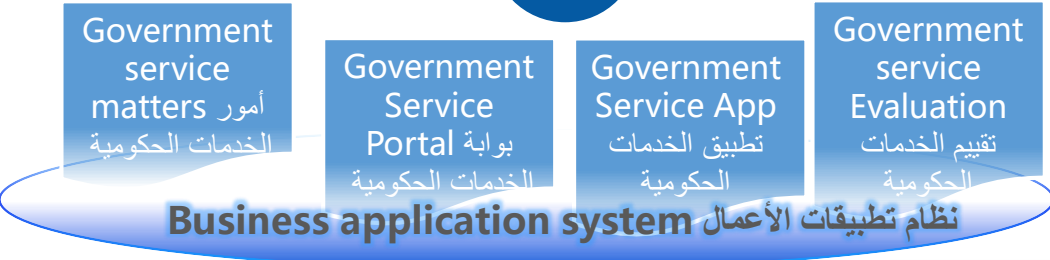 Government
service
matters أمور
الخدمات الحكومية
Government
Service
Portal بوابة
الخدمات الحكومية
Government
Service App
تطبيق الخدمات
الحكومية
Government
service
Evaluation
تقييم الخدمات
الحكومية
Business application system نظام تطبيقات الأعمال